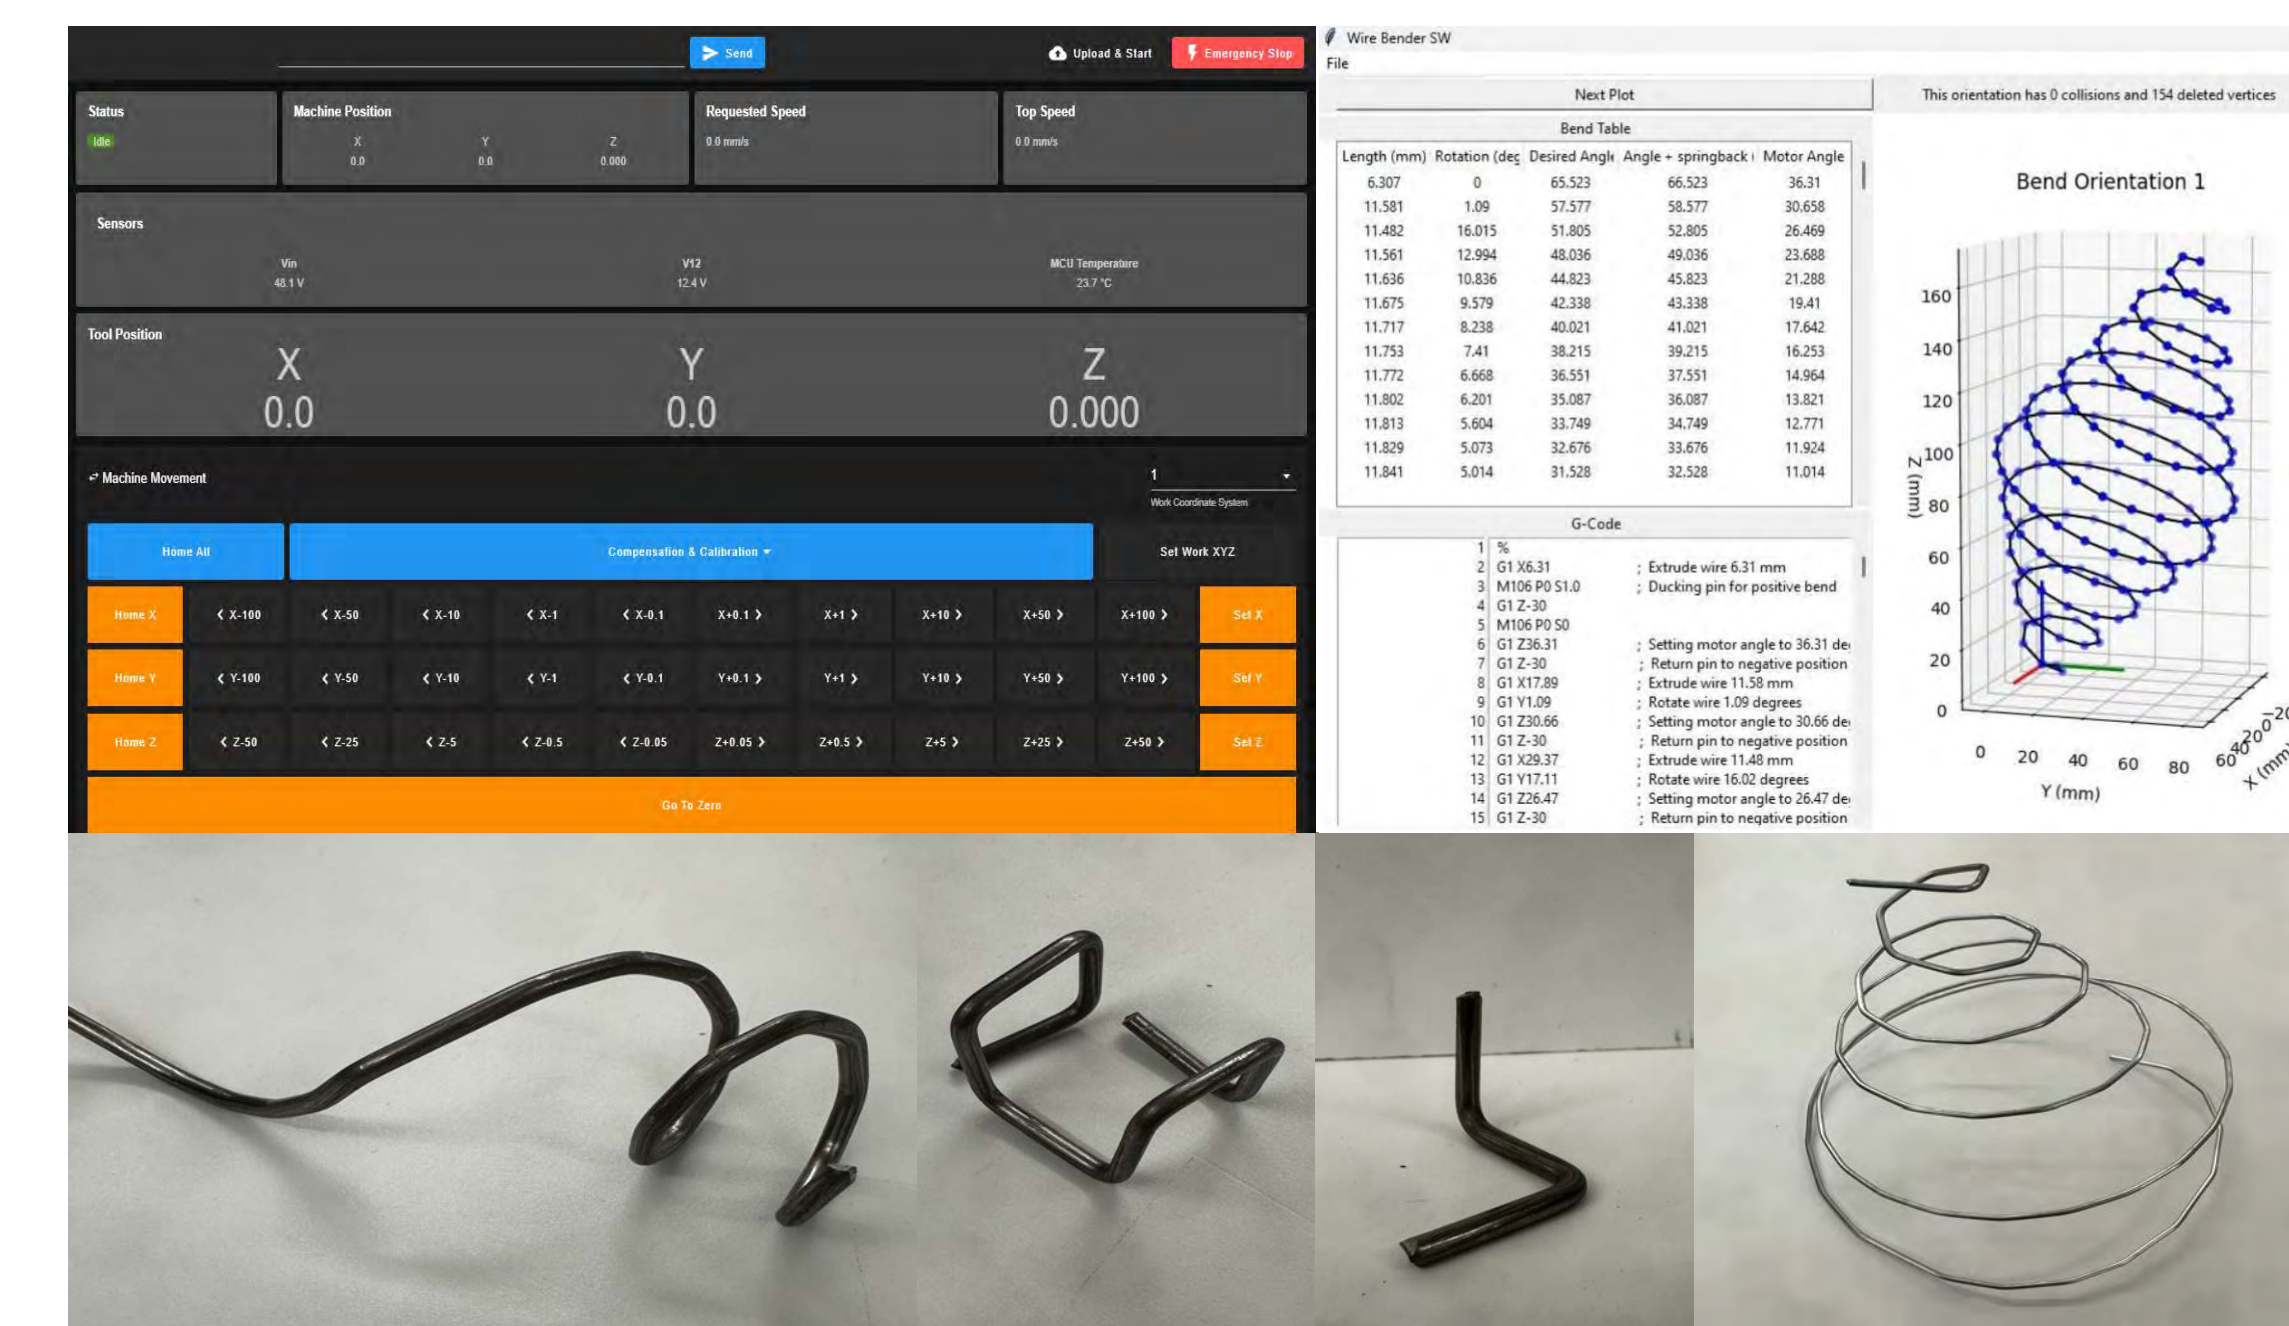 Send
Upload & Start
Emergency Stop
Status
Idle
Machine Position
X Y Z
0.0 0.0 0.000
Requested Speed
0.0 mm/s
Top Speed
0.0 mm/s
Sensors
Vin V12 MCU Temperature
48.1 V 12.4 V 23.7 °C
Tool Position
X Y Z
0.0 0.0 0.000
Machine Movement
1
Work Coordinate System
Home All Compensation & Calibration Set Work XYZ
Home X X-100 X-50 X-10 X-1 X-0.1 X+0.1 X+1 X+10 X+50 X+100 Set X
Home Y Y-100 Y-50 Y-10 Y-1 Y-0.1 Y+0.1 Y+1 Y+10 Y+50 Y+100 Set Y
Home Z Z-50 Z-25 Z-5 Z-0.5 Z-0.05 Z+0.05 Z+0.5 Z+5 Z+25 Z+50 Set Z
Go To Zero
Wire Bender SW
File
Next Plot
Bend Table
Length (mm) Rotation (deg Desired Angle Angle + springback Motor Angle
6.307 0 65.523 66.523 36.31
11.581 1.09 57.577 58.577 30.658
11.482 16.015 51.805 52.805 26.469
11.561 12.994 48.036 49.036 23.688
11.636 10.836 44.823 45.823 21.288
11.675 9.579 42.338 43.338 19.41
11.717 8.238 40.021 41.021 17.642
11.753 7.41 38.215 39.215 16.253
11.772 6.668 36.551 37.551 14.964
11.802 6.201 35.087 36.087 13.821
11.813 5.604 33.749 34.749 12.771
11.829 5.073 32.676 33.676 11.924
11.841 5.014 31.528 32.528 11.014
G-Code
1 %
2 G1 X6.31 ; Extrude wire 6.31 mm
3 M106 P0 S1.0 ; Ducking pin for positive bend
4 G1 Z-30
5 M106 P0 S0
6 G1 Z36.31 ; Setting motor angle to 36.31
7 G1 Z-30 ; Return pin to negative position
8 G1 X17.89 ; Extrude wire 11.58 mm
9 G1 Y1.09 ; Rotate wire 1.09 degrees
10 G1 Z30.66 ; Setting motor angle to 30.66
11 G1 Z-30 ; Return pin to negative position
12 G1 X29.37 ; Extrude wire 11.48 mm
13 G1 Y17.11 ; Rotate wire 16.02 degrees
14 G1 Z26.47 ; Setting motor angle to 26.47
15 G1 Z-30 ; Return pin to negative position
This orientation has 0 collisions and 154 deleted vertices
Bend Orientation 1
160
140
120
100
80
60
40
20
0
Z (mm)
0 20 40 60 80
Y (mm)
60 40 20 0 -20
X (mm)